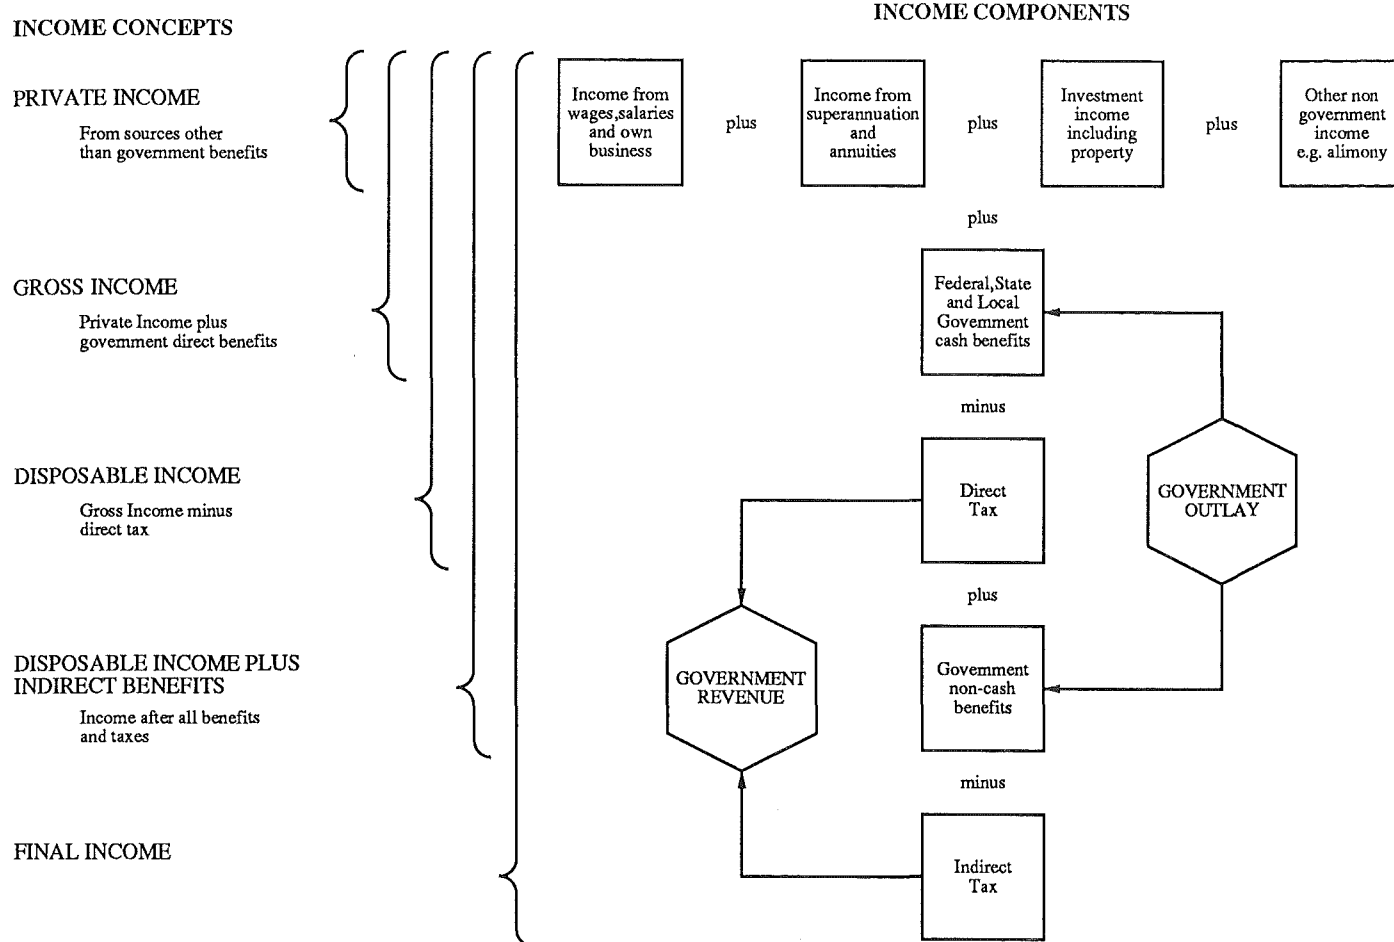 INCOME COMPONENTS
INCOME CONCEPTS
PRIVATE INCOME
From sources other
than government benefits
Income from
wages,salaries
and own
business
plus
Income from
superannuation
and
annuities
plus
Investment
income
including
property
plus
Other non
government
income
e.g. alimony
plus
GROSS INCOME
Private Income plus
government direct benefits
Federal,State
and Local
Government
cash benefits
minus
DISPOSABLE INCOME
Gross Income minus
direct tax
Direct
Tax
GOVERNMENT
OUTLAY
plus
DISPOSABLE INCOME PLUS
INDIRECT BENEFITS
Income after all benefits
and taxes
GOVERNMENT
REVENUE
Government
non-cash
benefits
minus
FINAL INCOME
Indirect
Tax